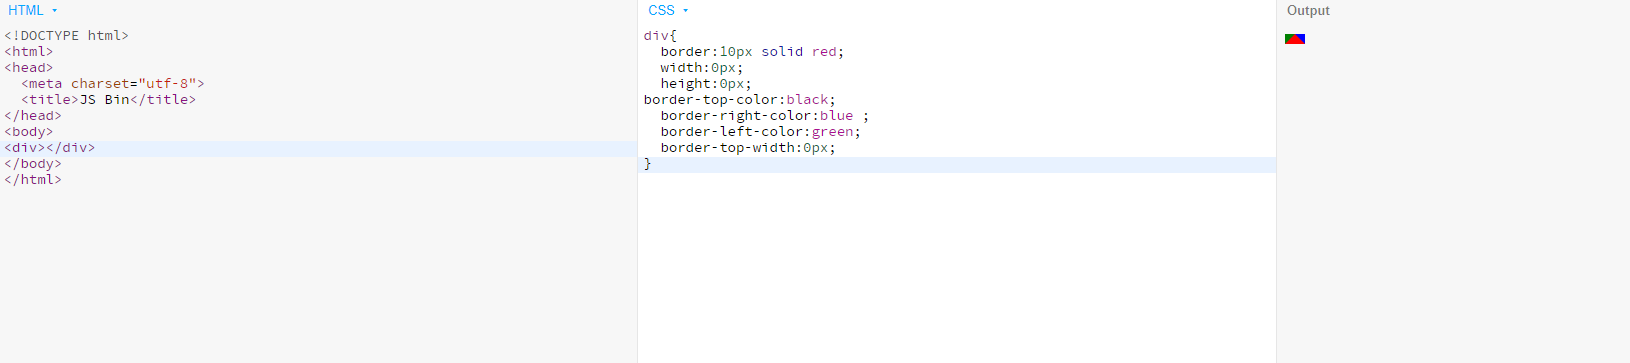 HTML
<!DOCTYPE html>
<html>
<head>
  <meta charset="utf-8">
  <title>JS Bin</title>
</head>
<body>
<div></div>
</body>
</html>
CSS
div{
  border:10px solid red;
  width:0px;
  height:0px;
border-top-color:black;
  border-right-color:blue ;
  border-left-color:green;
  border-top-width:0px;
}
Output